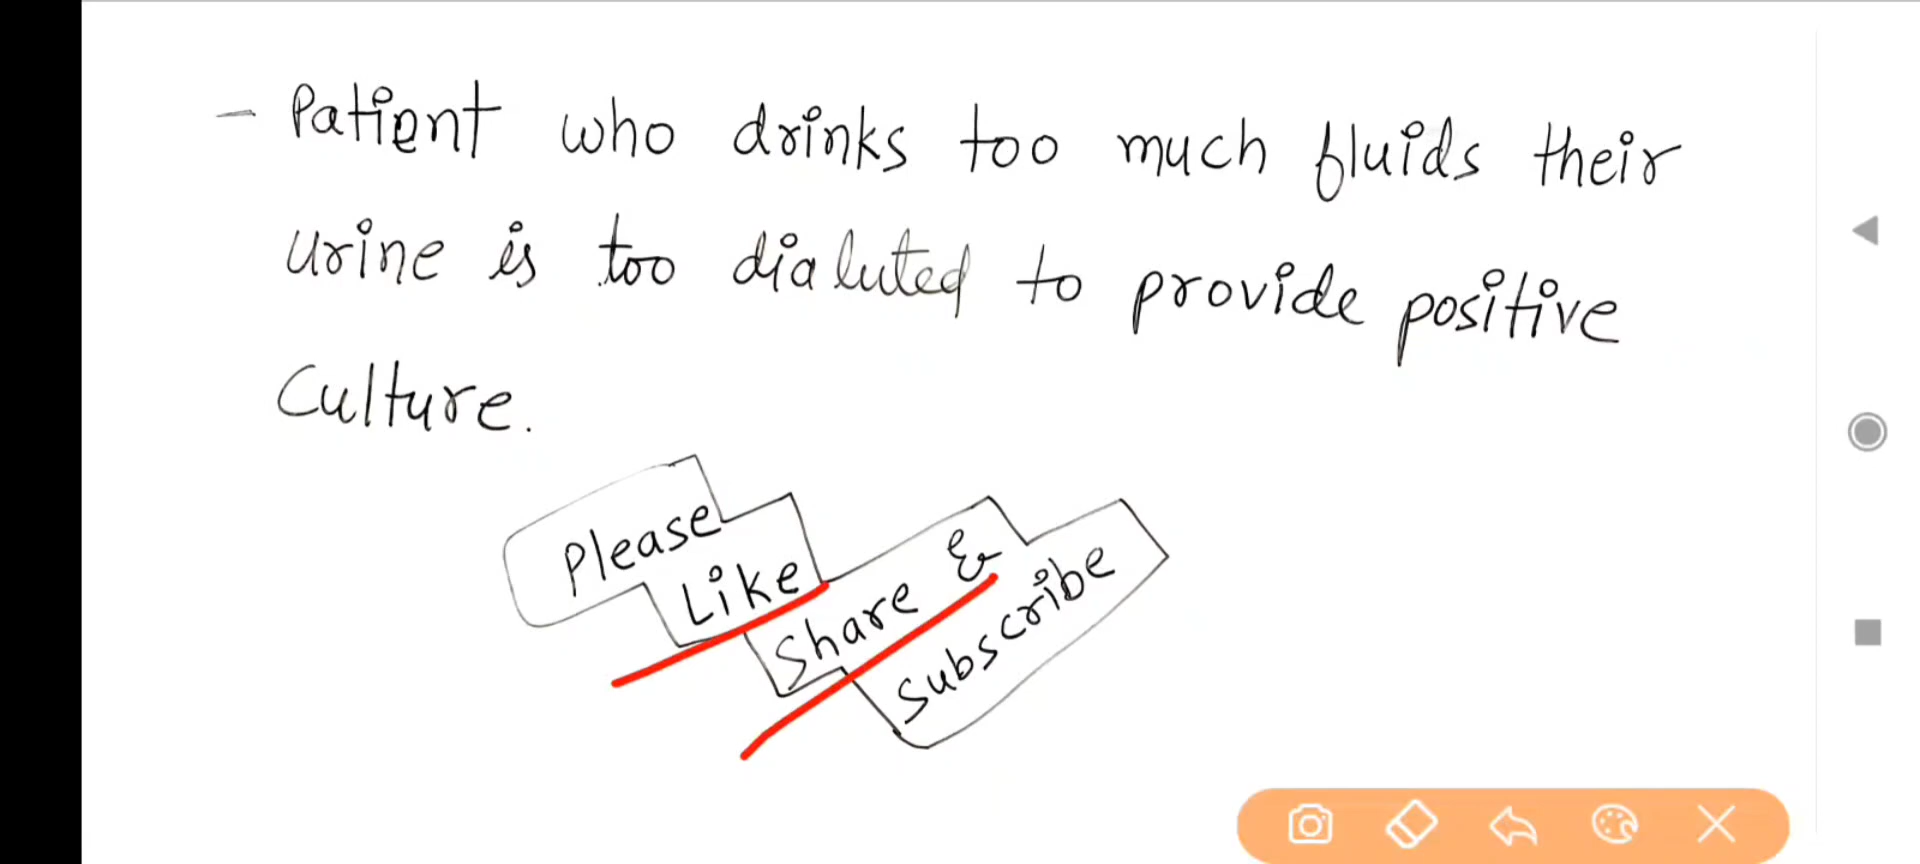 - Patient who drinks too much fluids their
urine is too dialuted to provide positive
Culture.
Please
Like
Share &
Subscribe